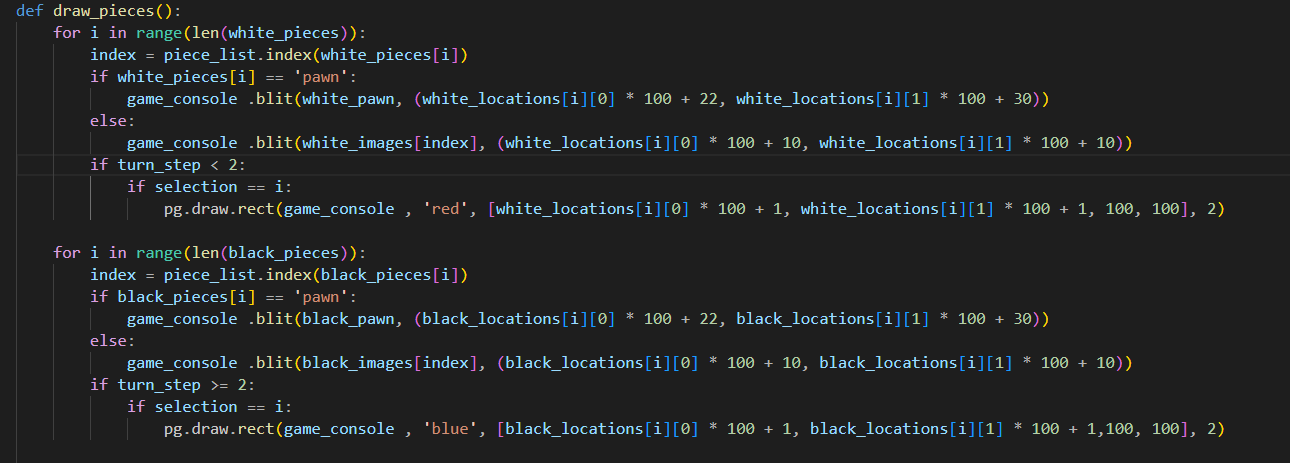 def draw_pieces():
    for i in range(len(white_pieces)):
        index = piece_list.index(white_pieces[i])
        if white_pieces[i] == 'pawn':
            game_console .blit(white_pawn, (white_locations[i][0] * 100 + 22, white_locations[i][1] * 100 + 30))
        else:
            game_console .blit(white_images[index], (white_locations[i][0] * 100 + 10, white_locations[i][1] * 100 + 10))
        if turn_step < 2:
            if selection == i:
                pg.draw.rect(game_console , 'red', [white_locations[i][0] * 100 + 1, white_locations[i][1] * 100 + 1, 100, 100], 2)

    for i in range(len(black_pieces)):
        index = piece_list.index(black_pieces[i])
        if black_pieces[i] == 'pawn':
            game_console .blit(black_pawn, (black_locations[i][0] * 100 + 22, black_locations[i][1] * 100 + 30))
        else:
            game_console .blit(black_images[index], (black_locations[i][0] * 100 + 10, black_locations[i][1] * 100 + 10))
        if turn_step >= 2:
            if selection == i:
                pg.draw.rect(game_console , 'blue', [black_locations[i][0] * 100 + 1, black_locations[i][1] * 100 + 1,100, 100], 2)